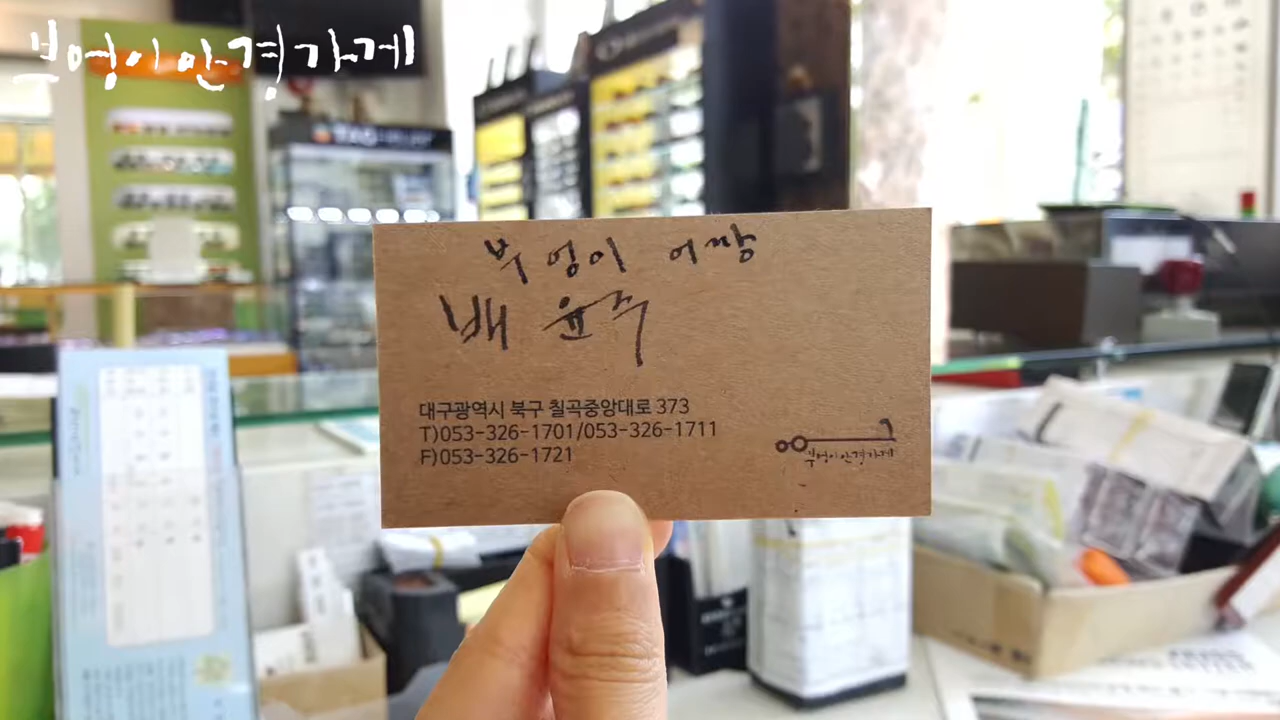 부엉이안경가게
부엉이 어짱
배윤주
대구광역시 북구 칠곡중앙대로 373
T)053-326-1701/053-326-1711
F)053-326-1721
부엉이안경가게